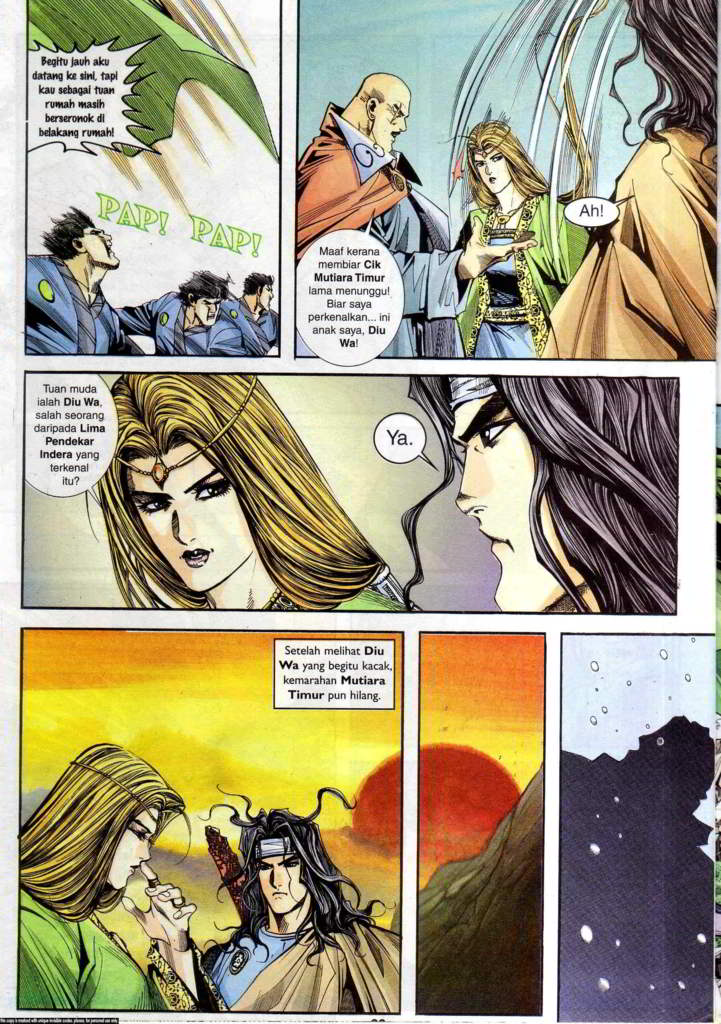 Begitu jauh aku
datang ke sini, tapi
kau sebagai tuan
rumah masih
berseronok di
belakang rumah!
PAP! PAP!
Maaf kerana
membiar Cik
Mutiara Timur
lama menunggu!
Biar saya
perkenalkan... ini
anak saya, Diu
Wa!
Ah!
Tuan muda
ialah Diu Wa,
salah seorang
daripada Lima
Pendekar
Indera yang
terkenal
itu?
Ya.
Setelah melihat Diu
Wa yang begitu kacak,
kemarahan Mutiara
Timur pun hilang.